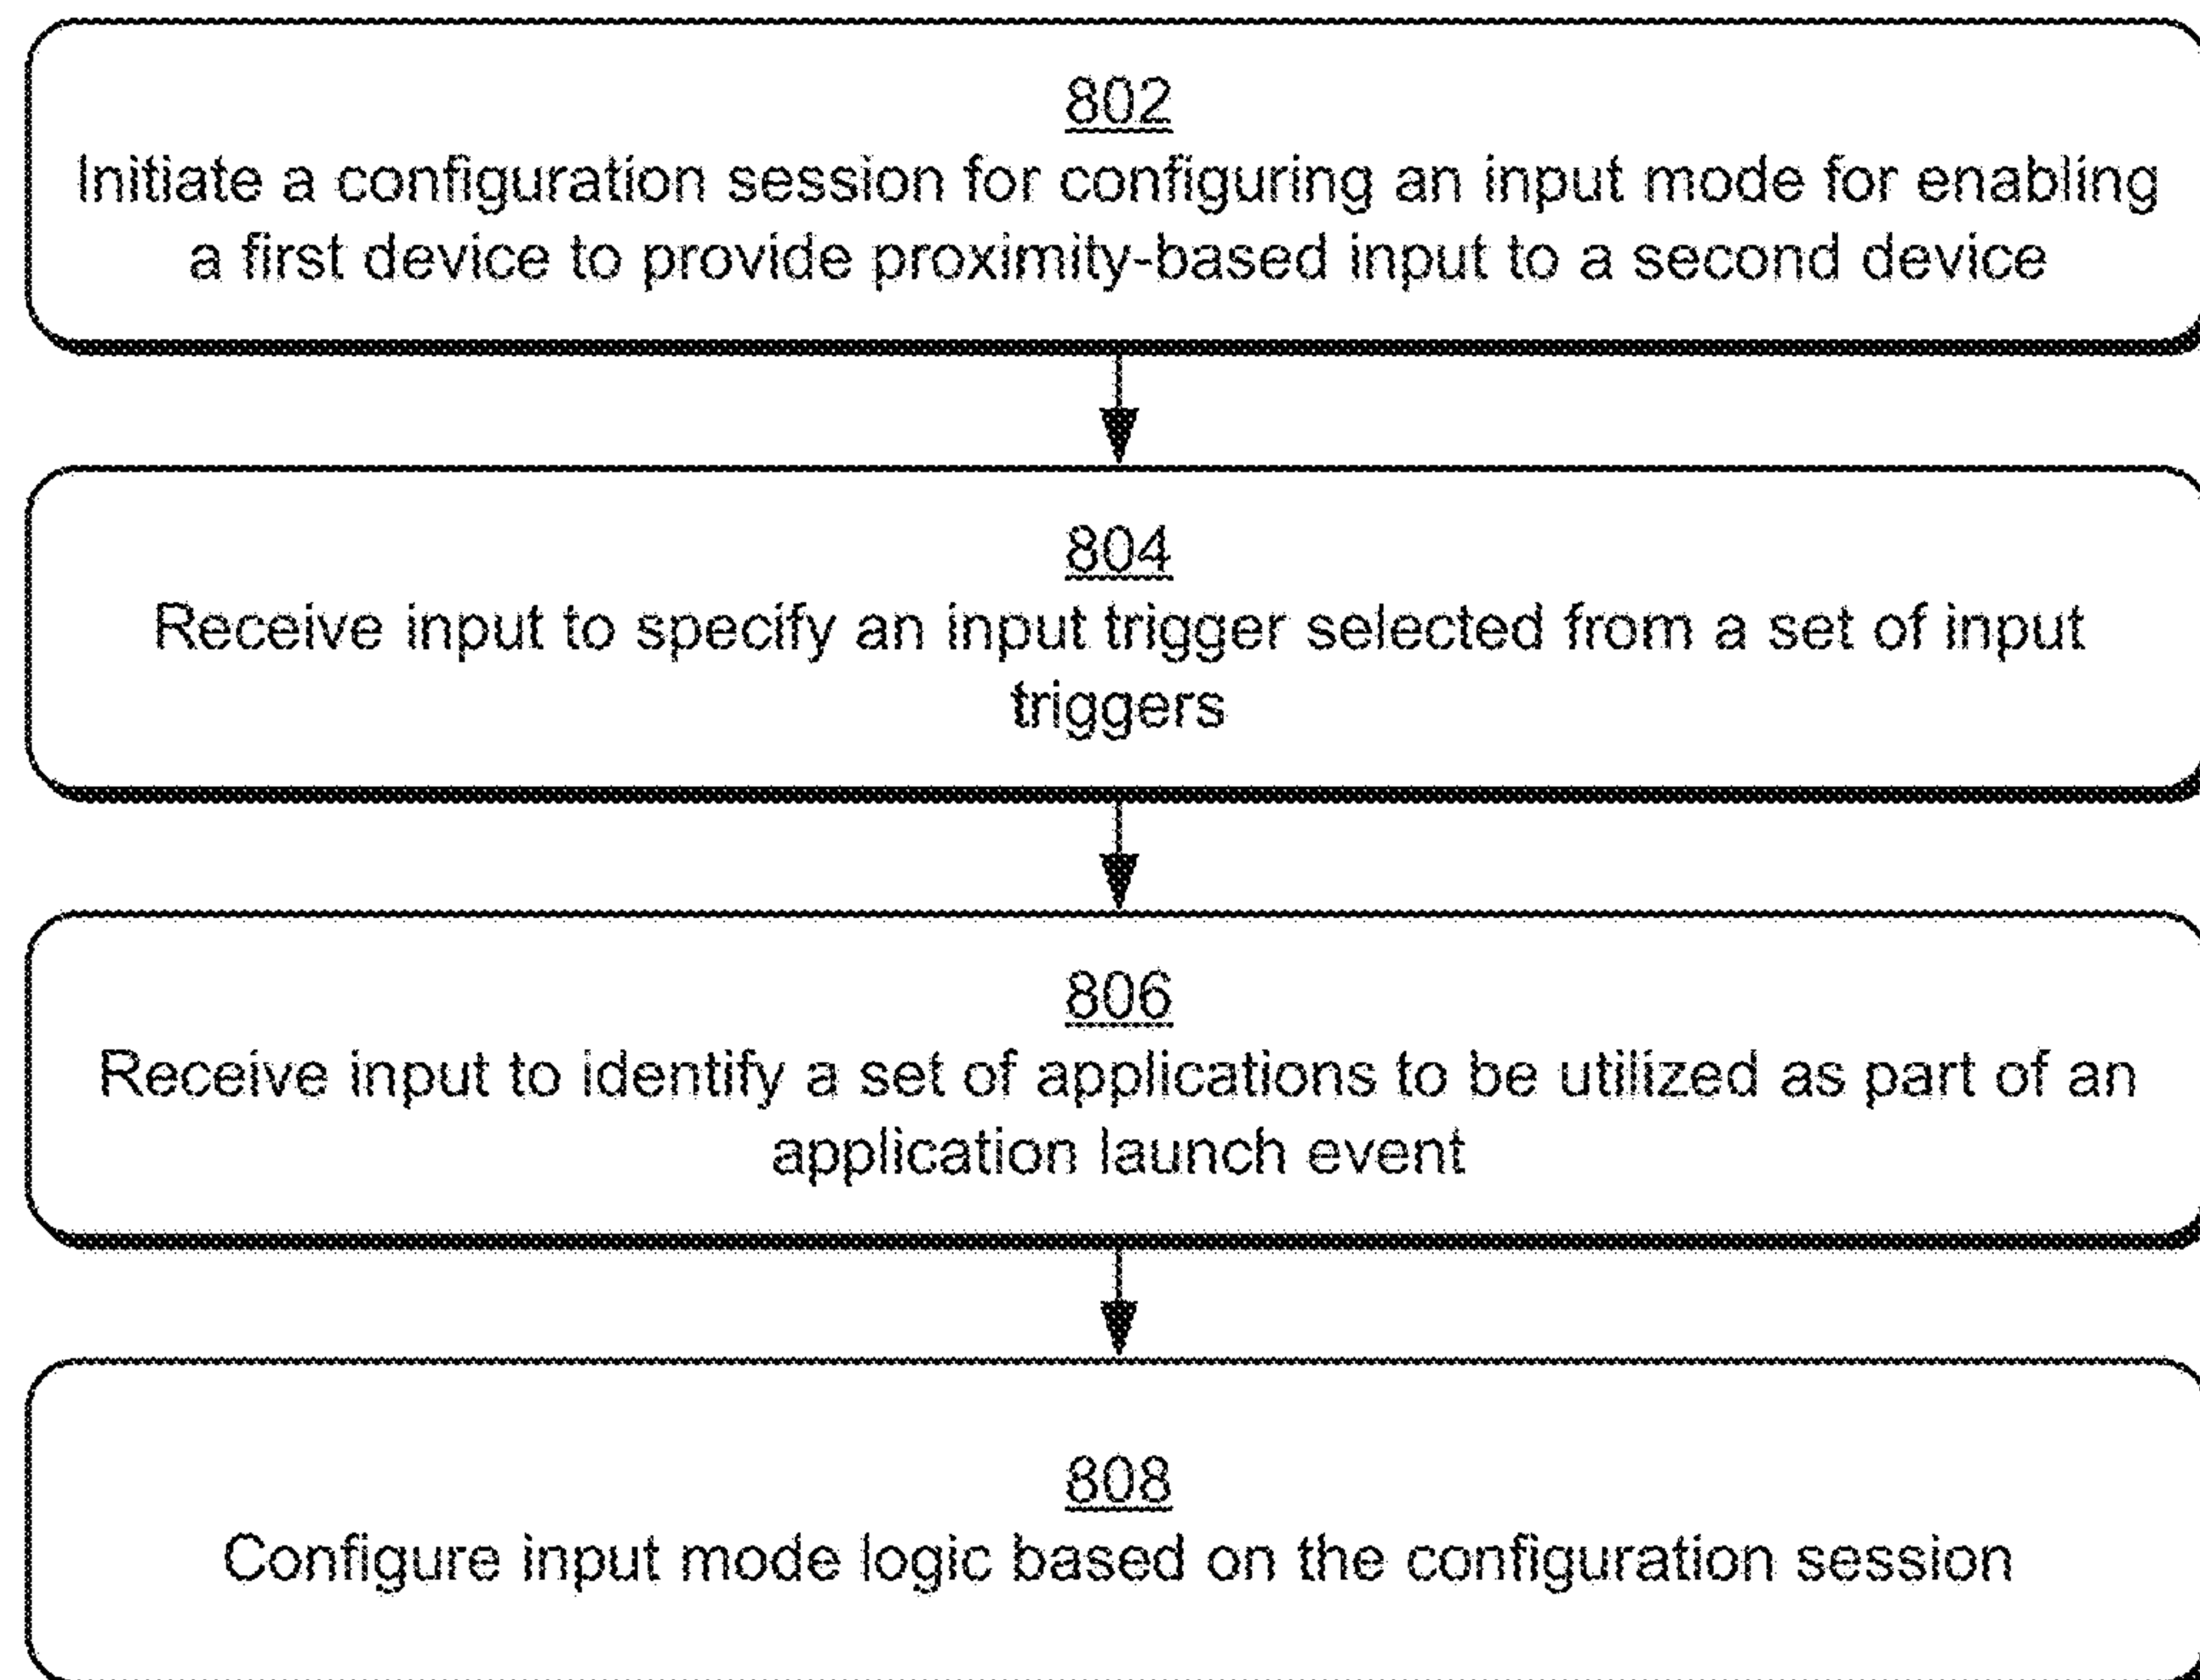 802
Initiate a configuration session for configuring an input mode for enabling
a first device to provide proximity-based input to a second device
804
Receive input to specify an input trigger selected from a set of input
triggers
806
Receive input to identify a set of applications to be utilized as part of an
application launch event
808
Configure input mode logic based on the configuration session